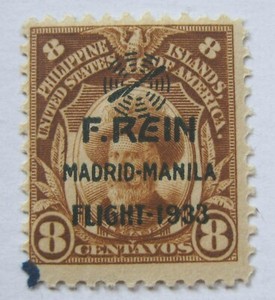 PHILIPPINE ISLANDS
UNITED STATES OF AMERICA.
8 8
F.REIN
MADRID-MANILA
FLIGHT-1933
8 8
CENTAVOS